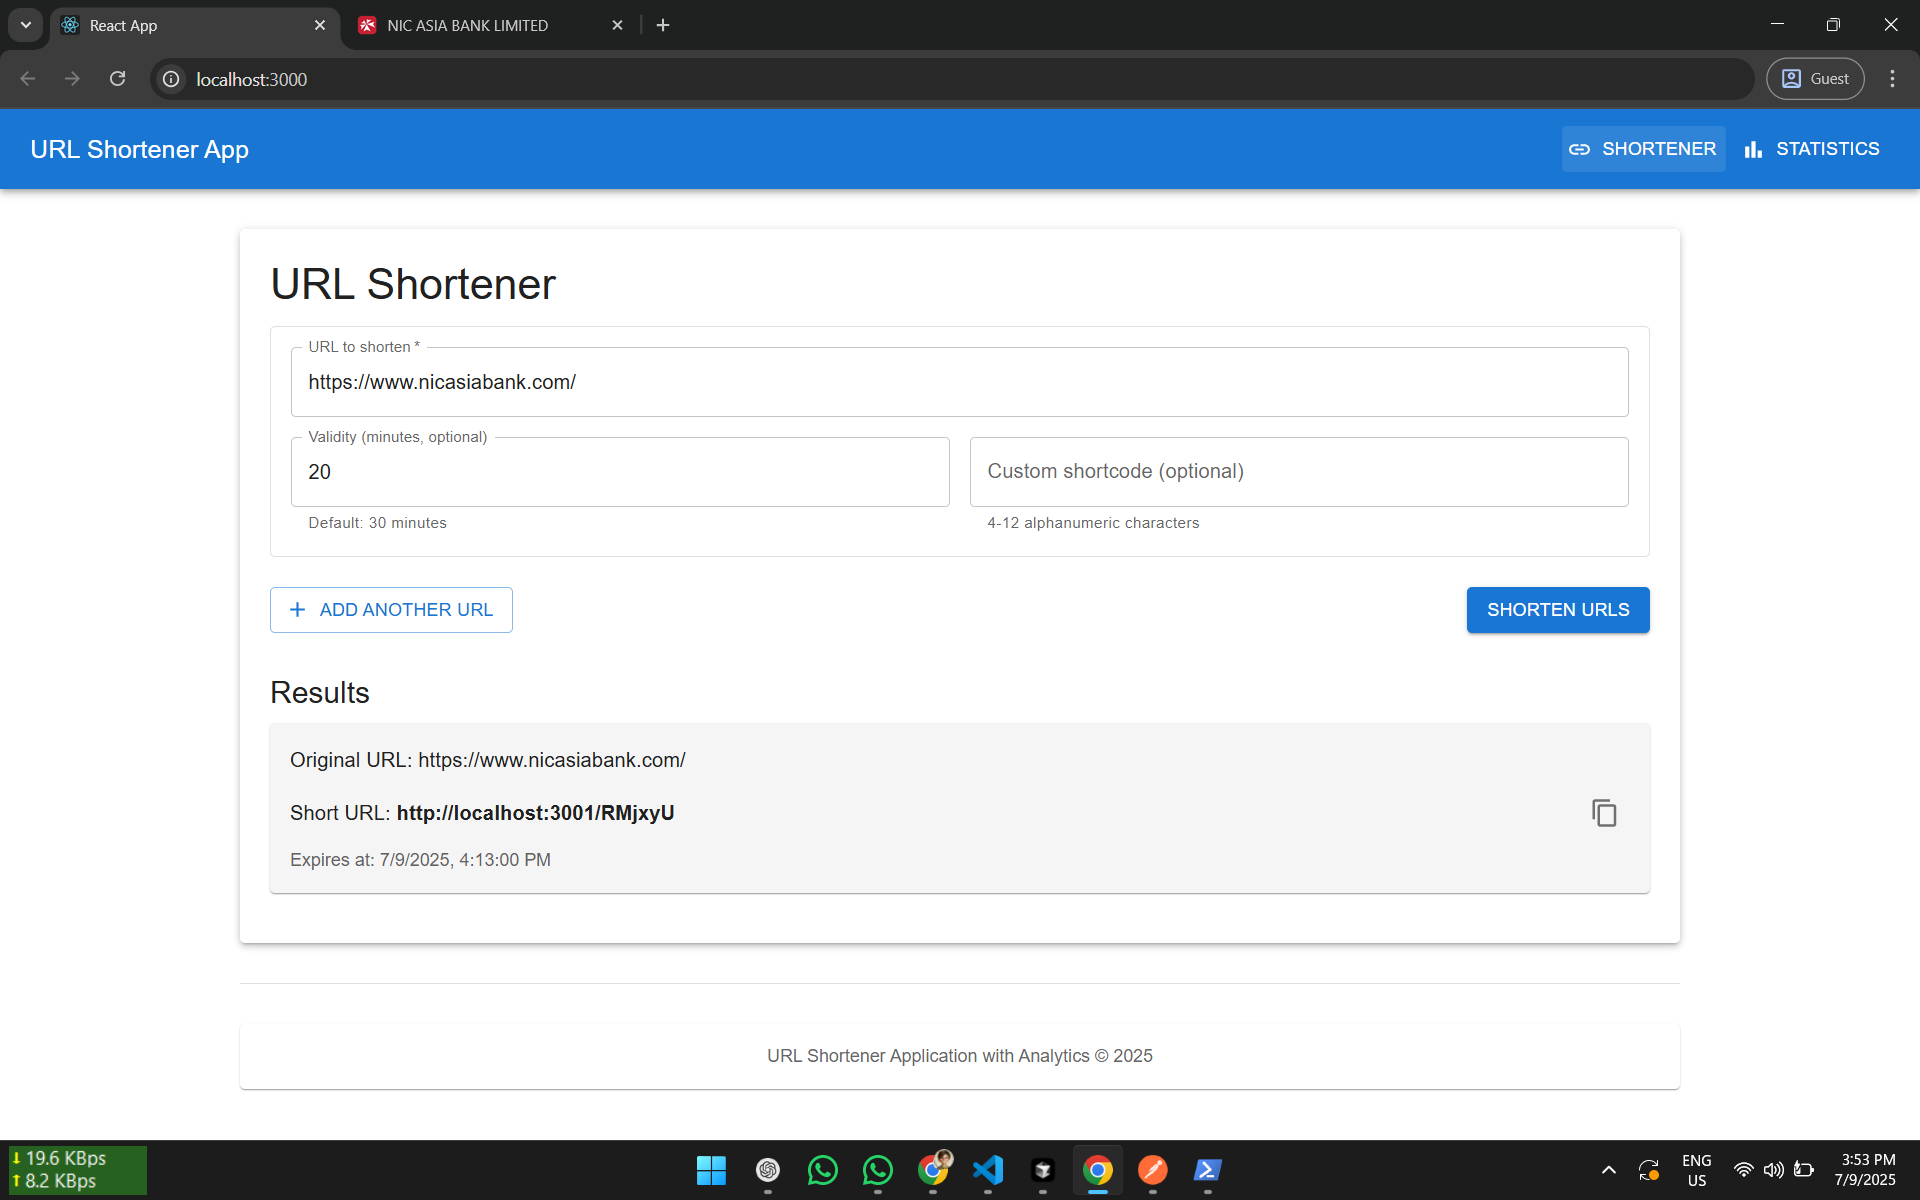 React App
NIC ASIA BANK LIMITED
localhost:3000
Guest
URL Shortener App
SHORTENER
STATISTICS
URL Shortener
URL to shorten *
https://www.nicasiabank.com/
Validity (minutes, optional)
20
Custom shortcode (optional)
Default: 30 minutes
4-12 alphanumeric characters
ADD ANOTHER URL
SHORTEN URLS
Results
Original URL: https://www.nicasiabank.com/
Short URL: http://localhost:3001/RMjxyU
Expires at: 7/9/2025, 4:13:00 PM
URL Shortener Application with Analytics © 2025
19.6 KBps
8.2 KBps
ENG
US
3:53 PM
7/9/2025